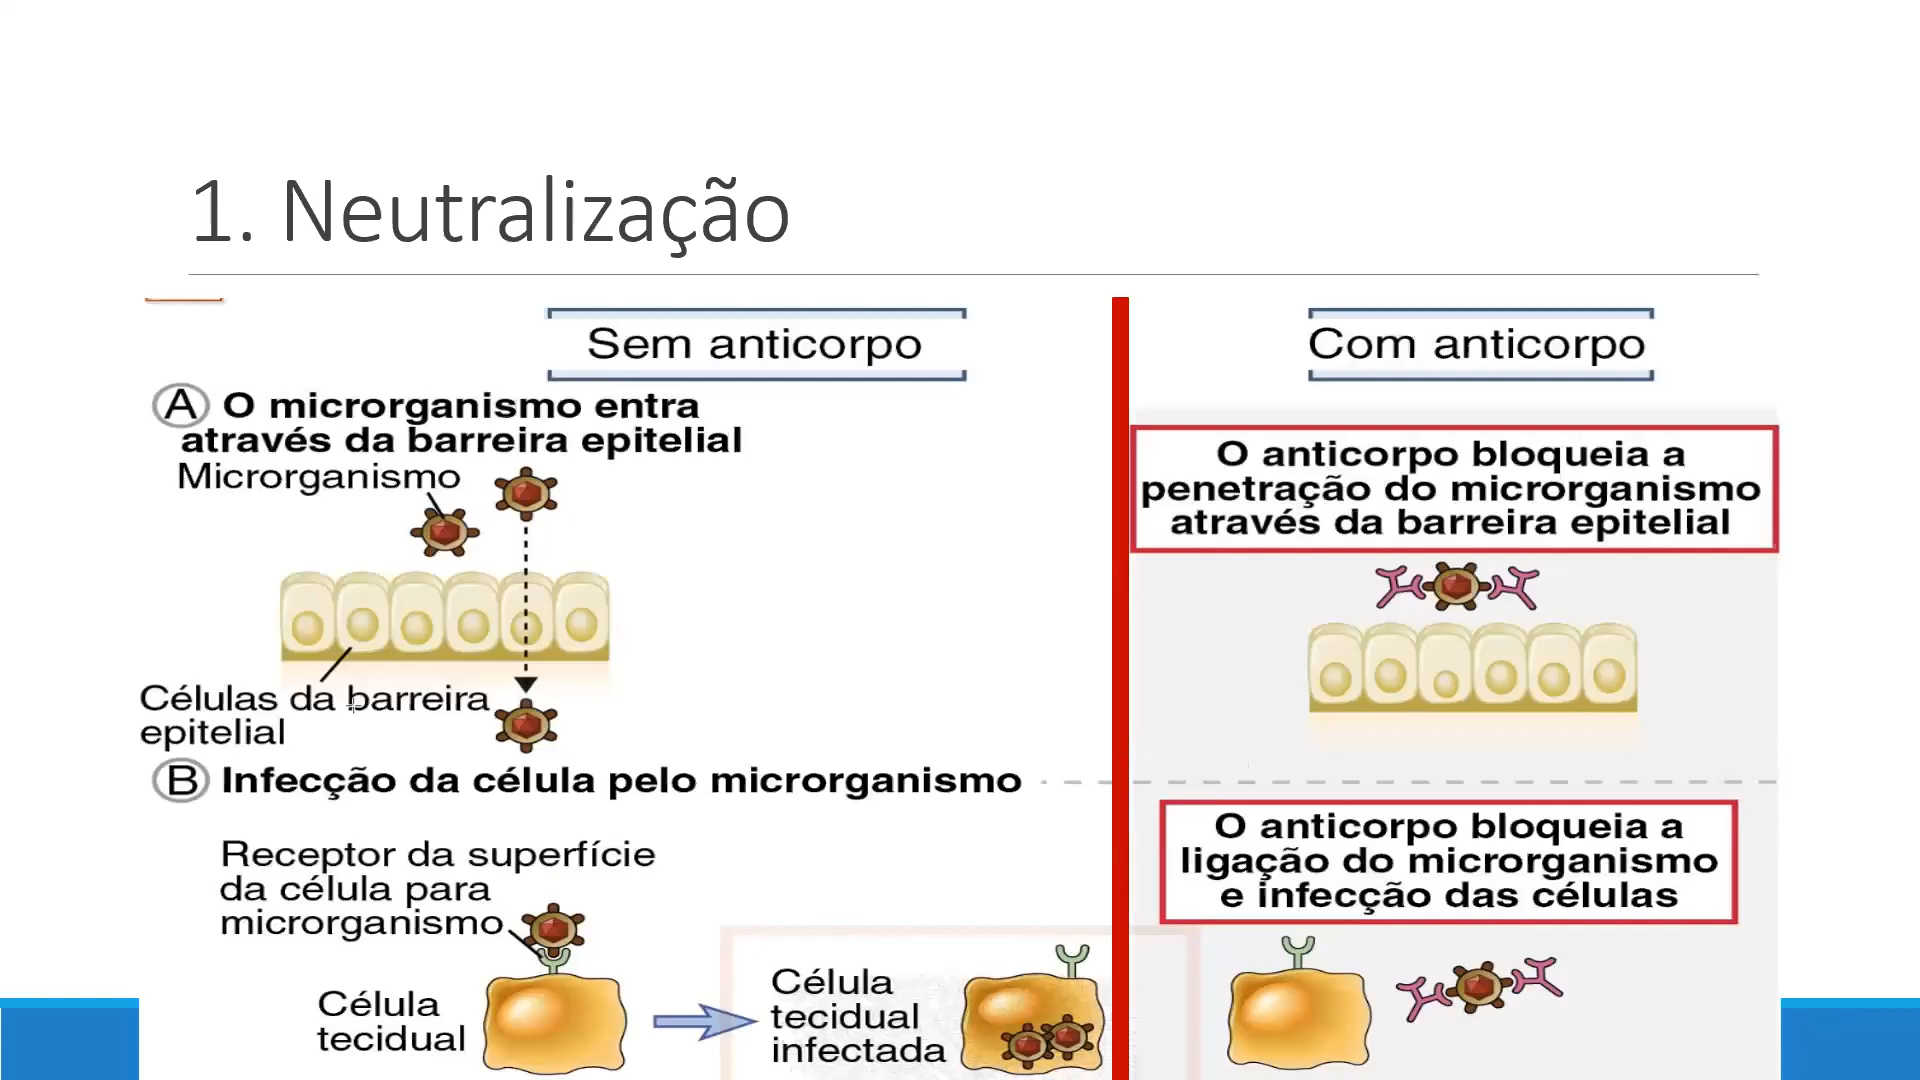 1. Neutralização
Sem anticorpo
Com anticorpo
A O microrganismo entra
através da barreira epitelial
Microrganismo
Células da barreira
epitelial
O anticorpo bloqueia a
penetração do microrganismo
através da barreira epitelial
B Infecção da célula pelo microrganismo
Receptor da superfície
da célula para
microrganismo
Célula
tecidual
Célula
tecidual
infectada
O anticorpo bloqueia a
ligação do microrganismo
e infecção das células